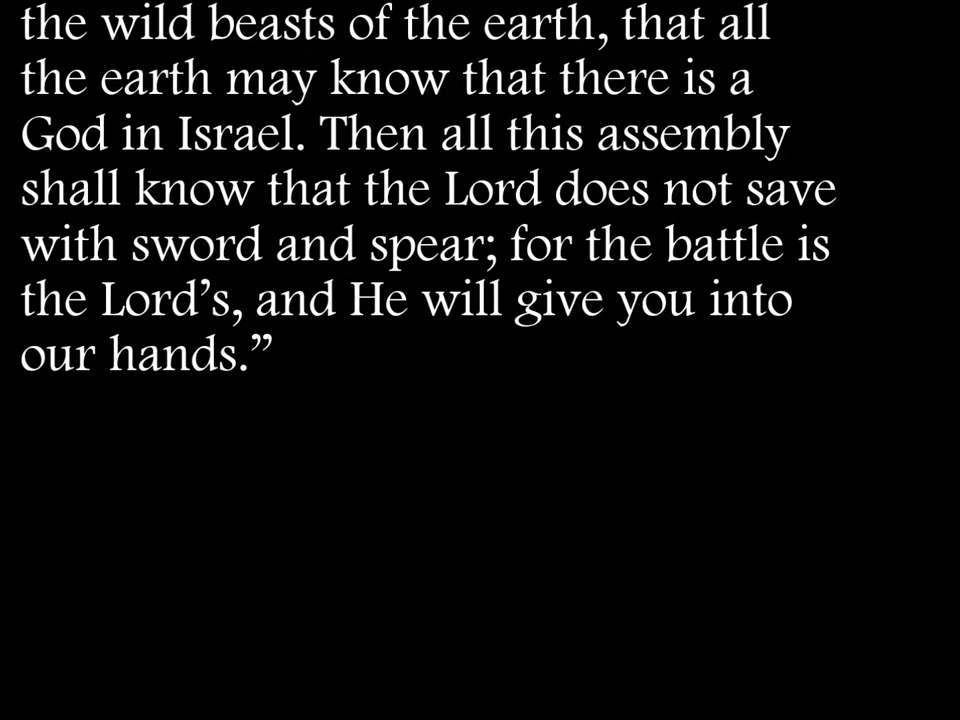 the wild beasts of the earth, that all
the earth may know that there is a
God in Israel. Then all this assembly
shall know that the Lord does not save
with sword and spear; for the battle is
the Lord’s, and He will give you into
our hands.”